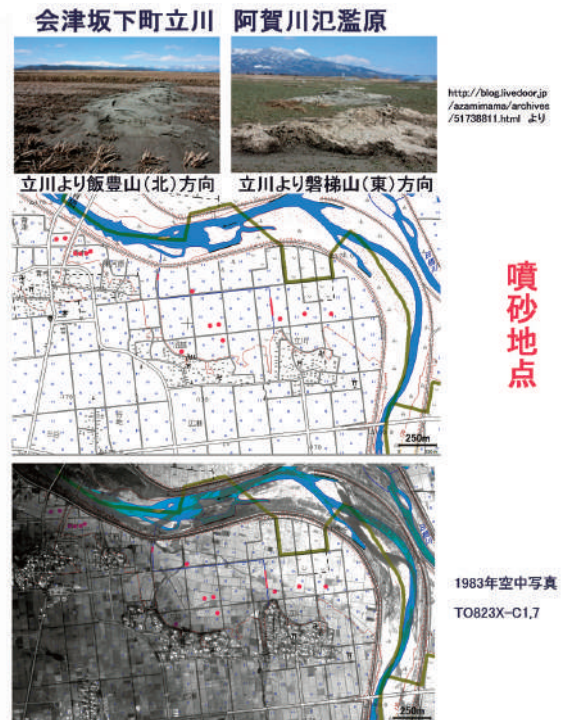 会津坂下町立川 阿賀川氾濫原
http://blog.livedoor.jp
/azamimama/archives
/51738811.html より
立川より飯豊山(北)方向
立川より磐梯山(東)方向
噴砂地点
立川
250m
1983年空中写真
TO823X-C1,7
250m